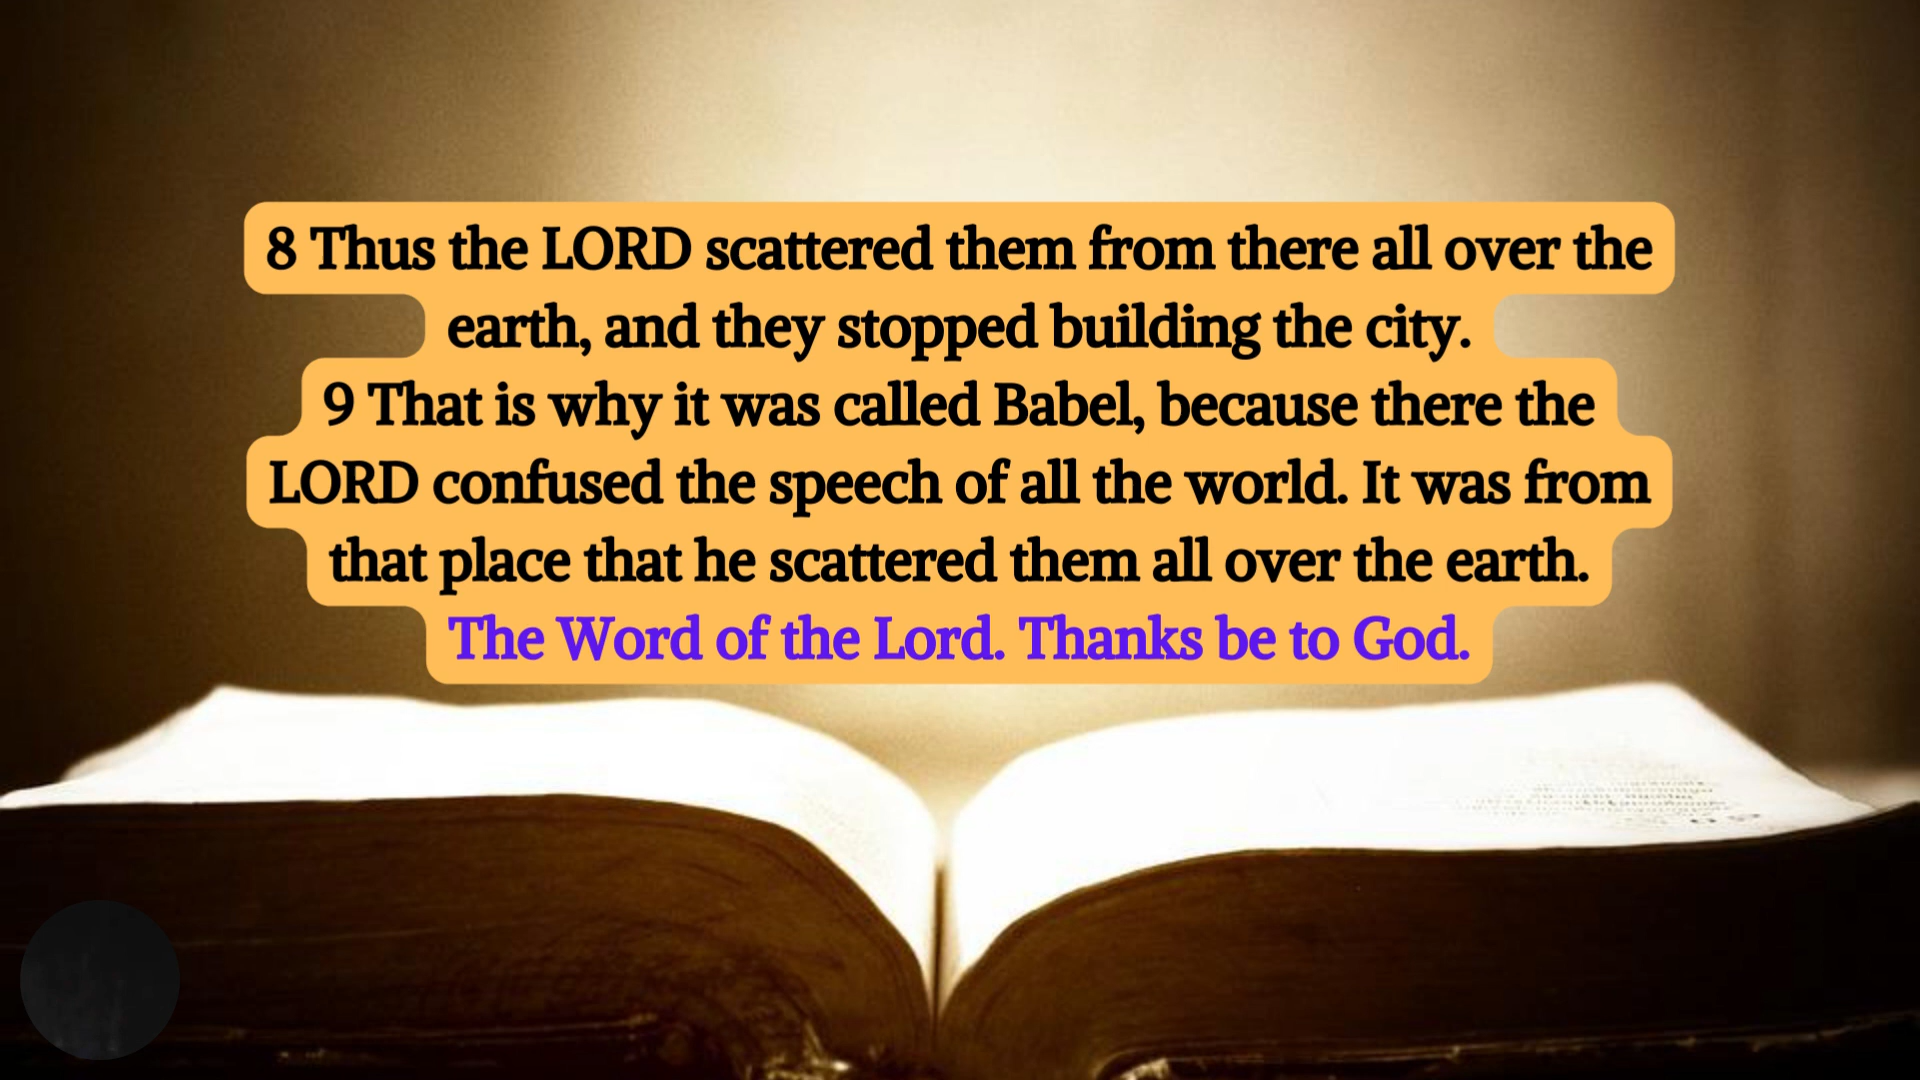 8 Thus the LORD scattered them from there all over the
earth, and they stopped building the city.
9 That is why it was called Babel, because there the
LORD confused the speech of all the world. It was from
that place that he scattered them all over the earth.
The Word of the Lord. Thanks be to God.